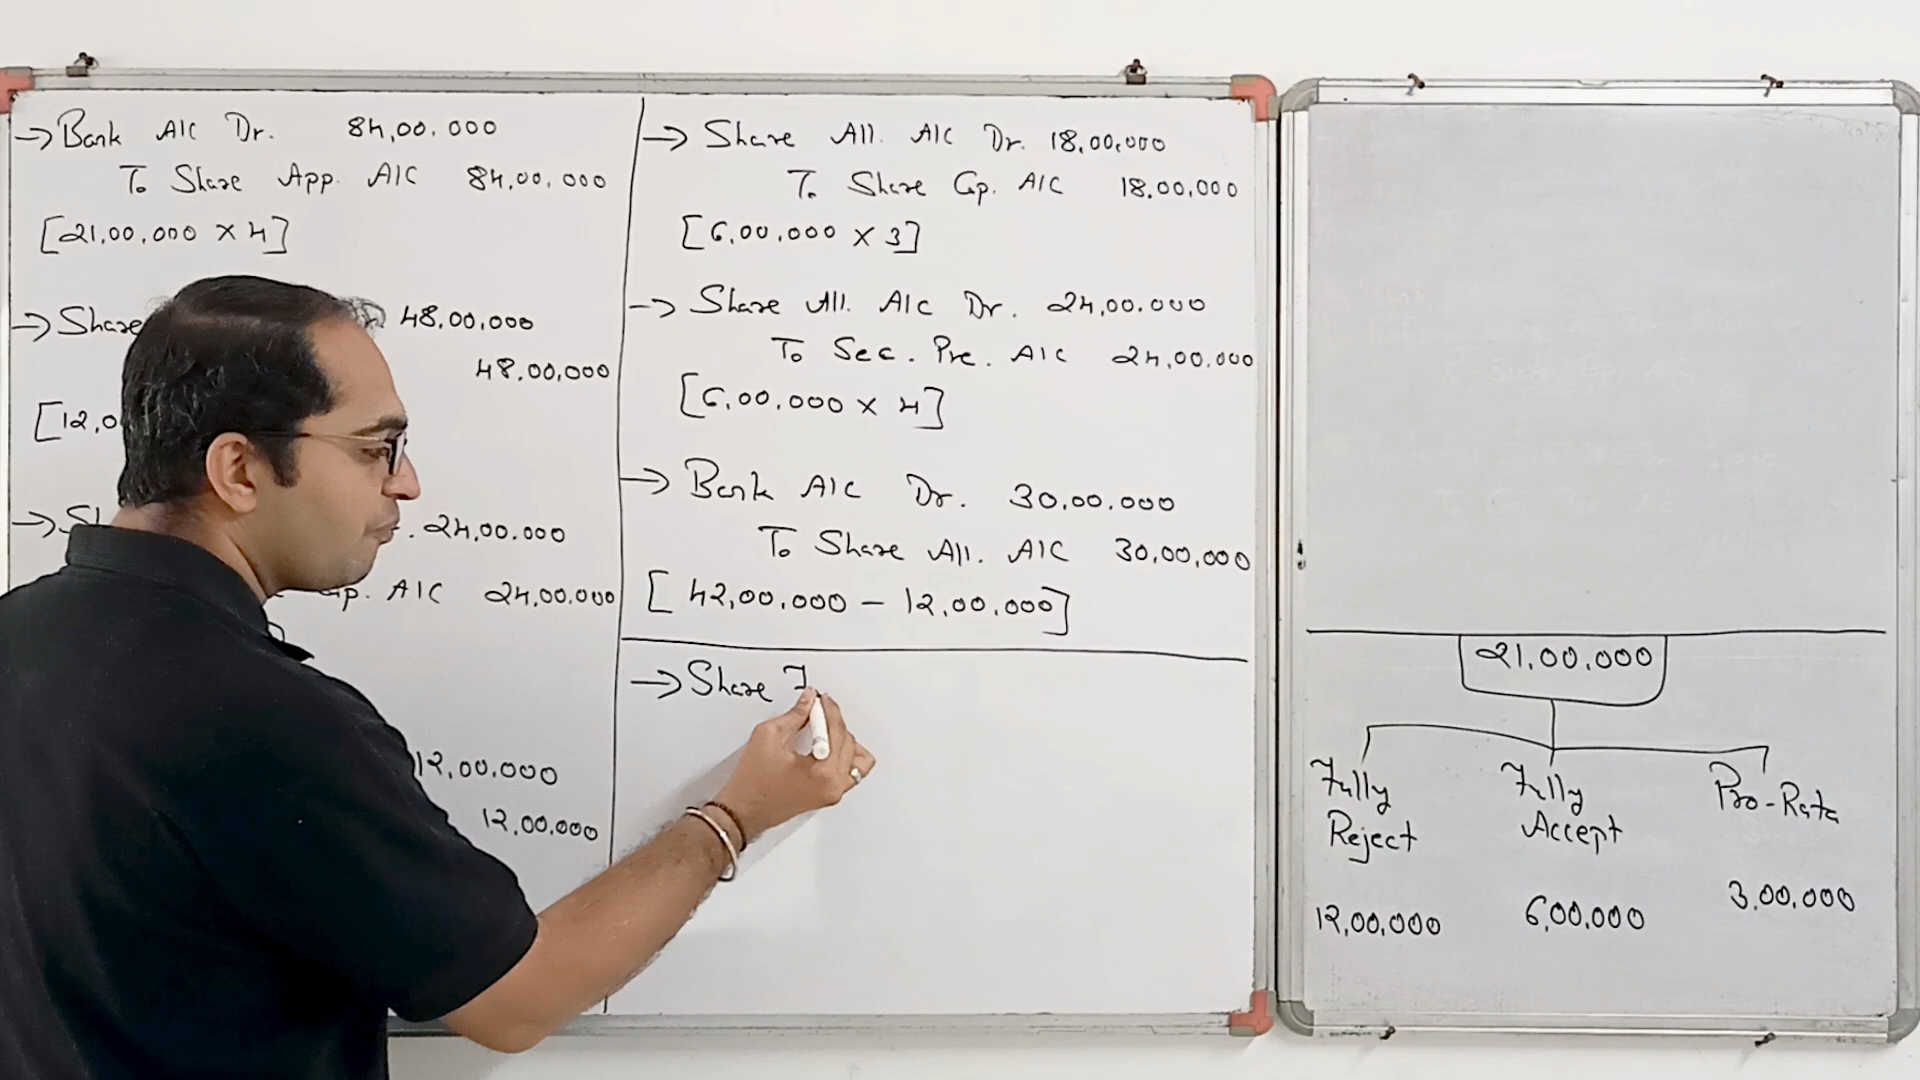 → Bank A/C Dr. 84,00,000
To Share App. A/C 84,00,000
[21,00,000 × 4]
→ Share 48,00,000
48,00,000
[12,0
→ Sh . 24,00,000
Cap. A/C 24,00,000
12,00,000
12,00,000
→ Share All. A/C Dr. 18,00,000
To Share Cap. A/C 18,00,000
[6,00,000 × 3]
→ Share All. A/C Dr. 24,00,000
To Sec. Pre. A/C 24,00,000
[6,00,000 × 4]
→ Bank A/C Dr. 30,00,000
To Share All. A/C 30,00,000
[42,00,000 – 12,00,000]
→ Share F
21,00,000
Fully Reject
12,00,000
Fully Accept
6,00,000
Pro-Rata
3,00,000